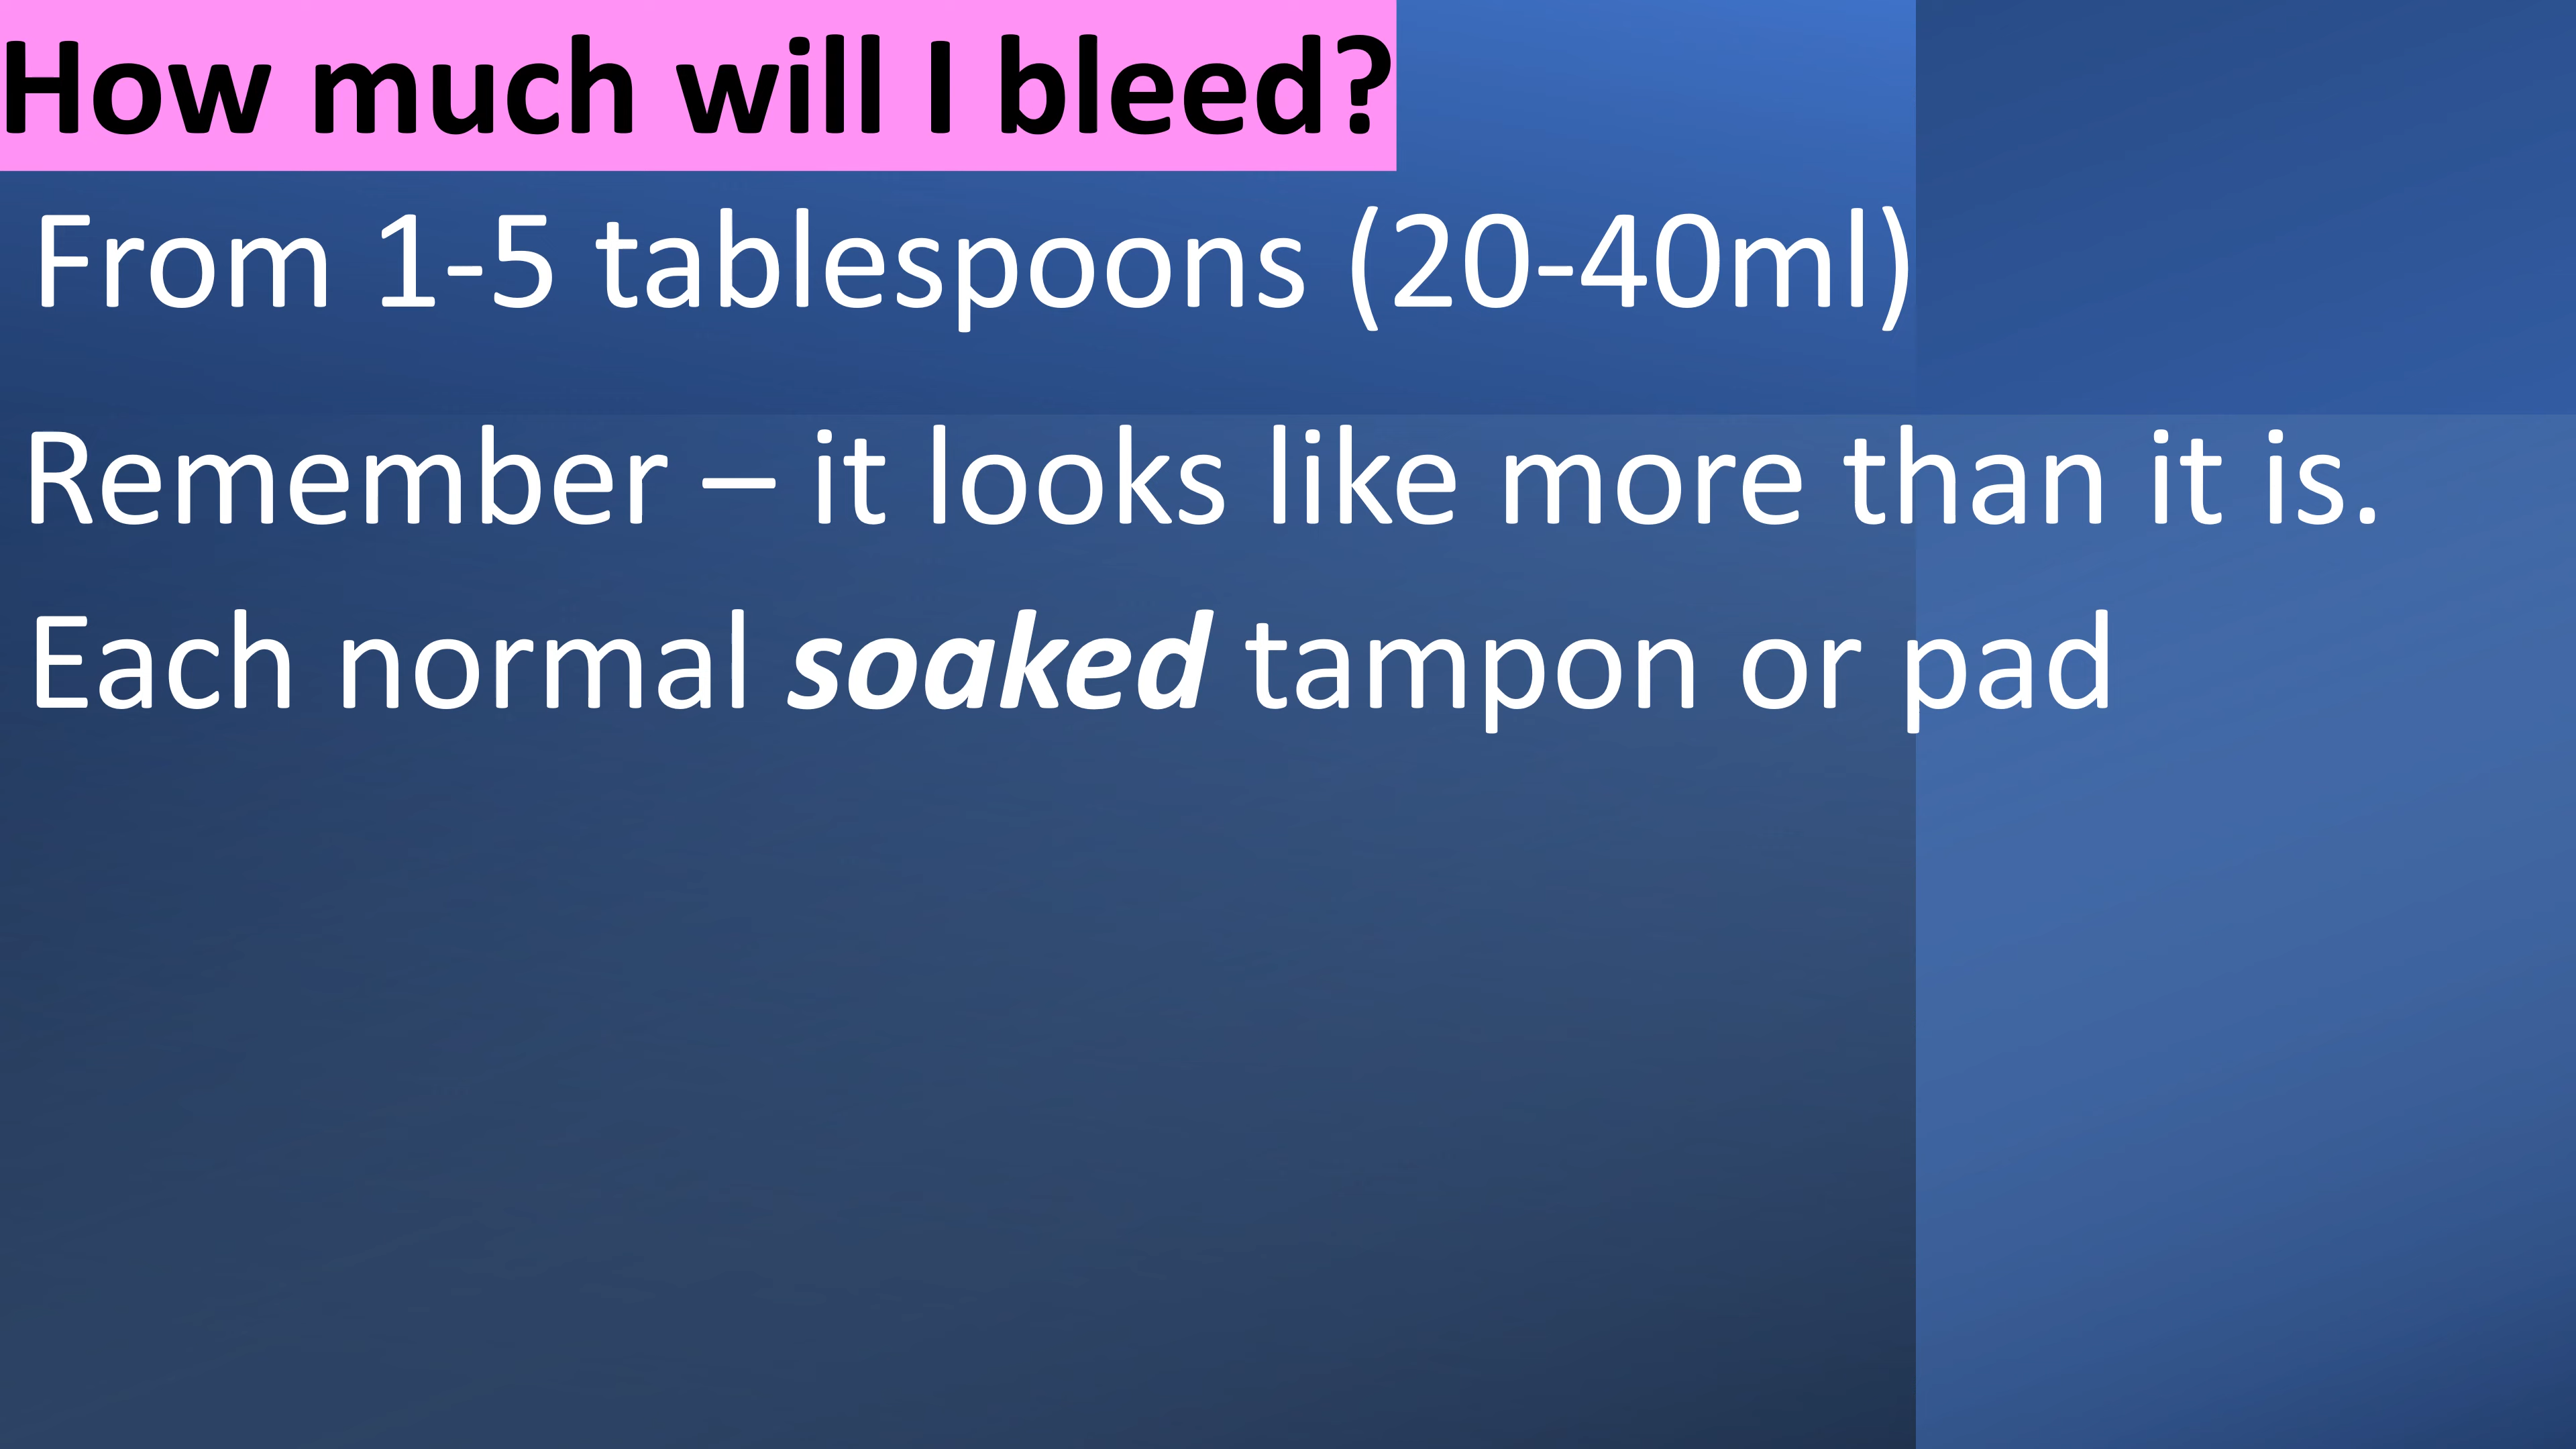 How much will I bleed?
From 1-5 tablespoons (20-40ml)
Remember – it looks like more than it is.
Each normal soaked tampon or pad